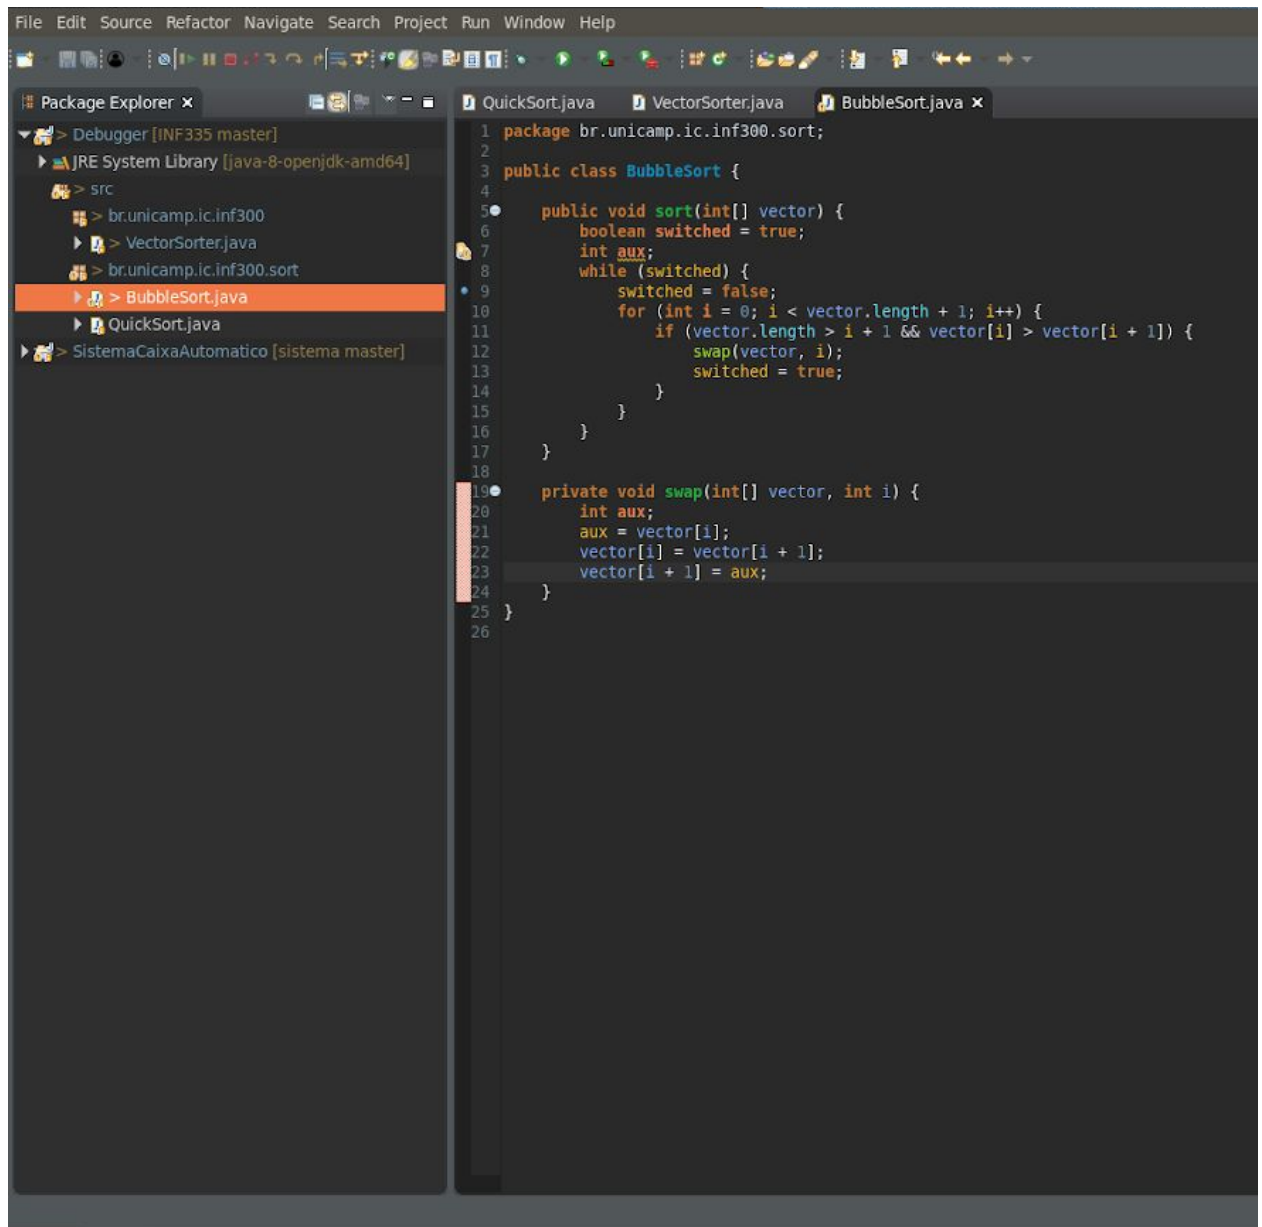 File Edit Source Refactor Navigate Search Project Run Window Help
Package Explorer
> Debugger [INF335 master]
JRE System Library [java-8-openjdk-amd64]
> src
> br.unicamp.ic.inf300
> VectorSorter.java
> br.unicamp.ic.inf300.sort
> BubbleSort.java
QuickSort.java
> SistemaCaixaAutomatico [sistema master]
QuickSort.java VectorSorter.java BubbleSort.java
1 package br.unicamp.ic.inf300.sort;
2
3 public class BubbleSort {
4
5 public void sort(int[] vector) {
6 boolean switched = true;
7 int aux;
8 while (switched) {
9 switched = false;
10 for (int i = 0; i < vector.length + 1; i++) {
11 if (vector.length > i + 1 && vector[i] > vector[i + 1]) {
12 swap(vector, i);
13 switched = true;
14 }
15 }
16 }
17 }
18
19 private void swap(int[] vector, int i) {
20 int aux;
21 aux = vector[i];
22 vector[i] = vector[i + 1];
23 vector[i + 1] = aux;
24 }
25 }
26